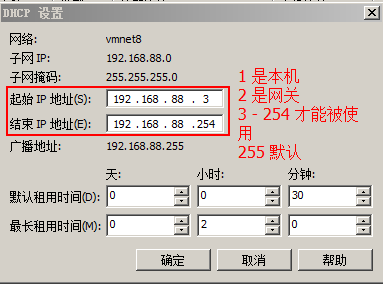 DHCP 设置
网络: vmnet8
子网 IP: 192.168.88.0
子网掩码: 255.255.255.0
起始 IP 地址(S): 192 .168 . 88 . 3
结束 IP 地址(E): 192 .168 . 88 .254
广播地址: 192.168.88.255
1 是本机
2 是网关
3 - 254 才能被使
用
255 默认
天: 小时: 分钟:
默认租用时间(D): 0 0 30
最长租用时间(M): 0 2 0
确定 取消 帮助